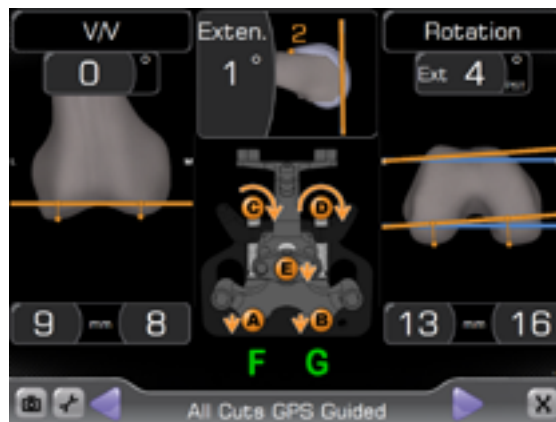 V/V
0 °
Exten.
1 °
2
Rotation
Ext 4 °
C D
E
A B
9 mm 8
13 mm 16
F G
All Cuts GPS Guided